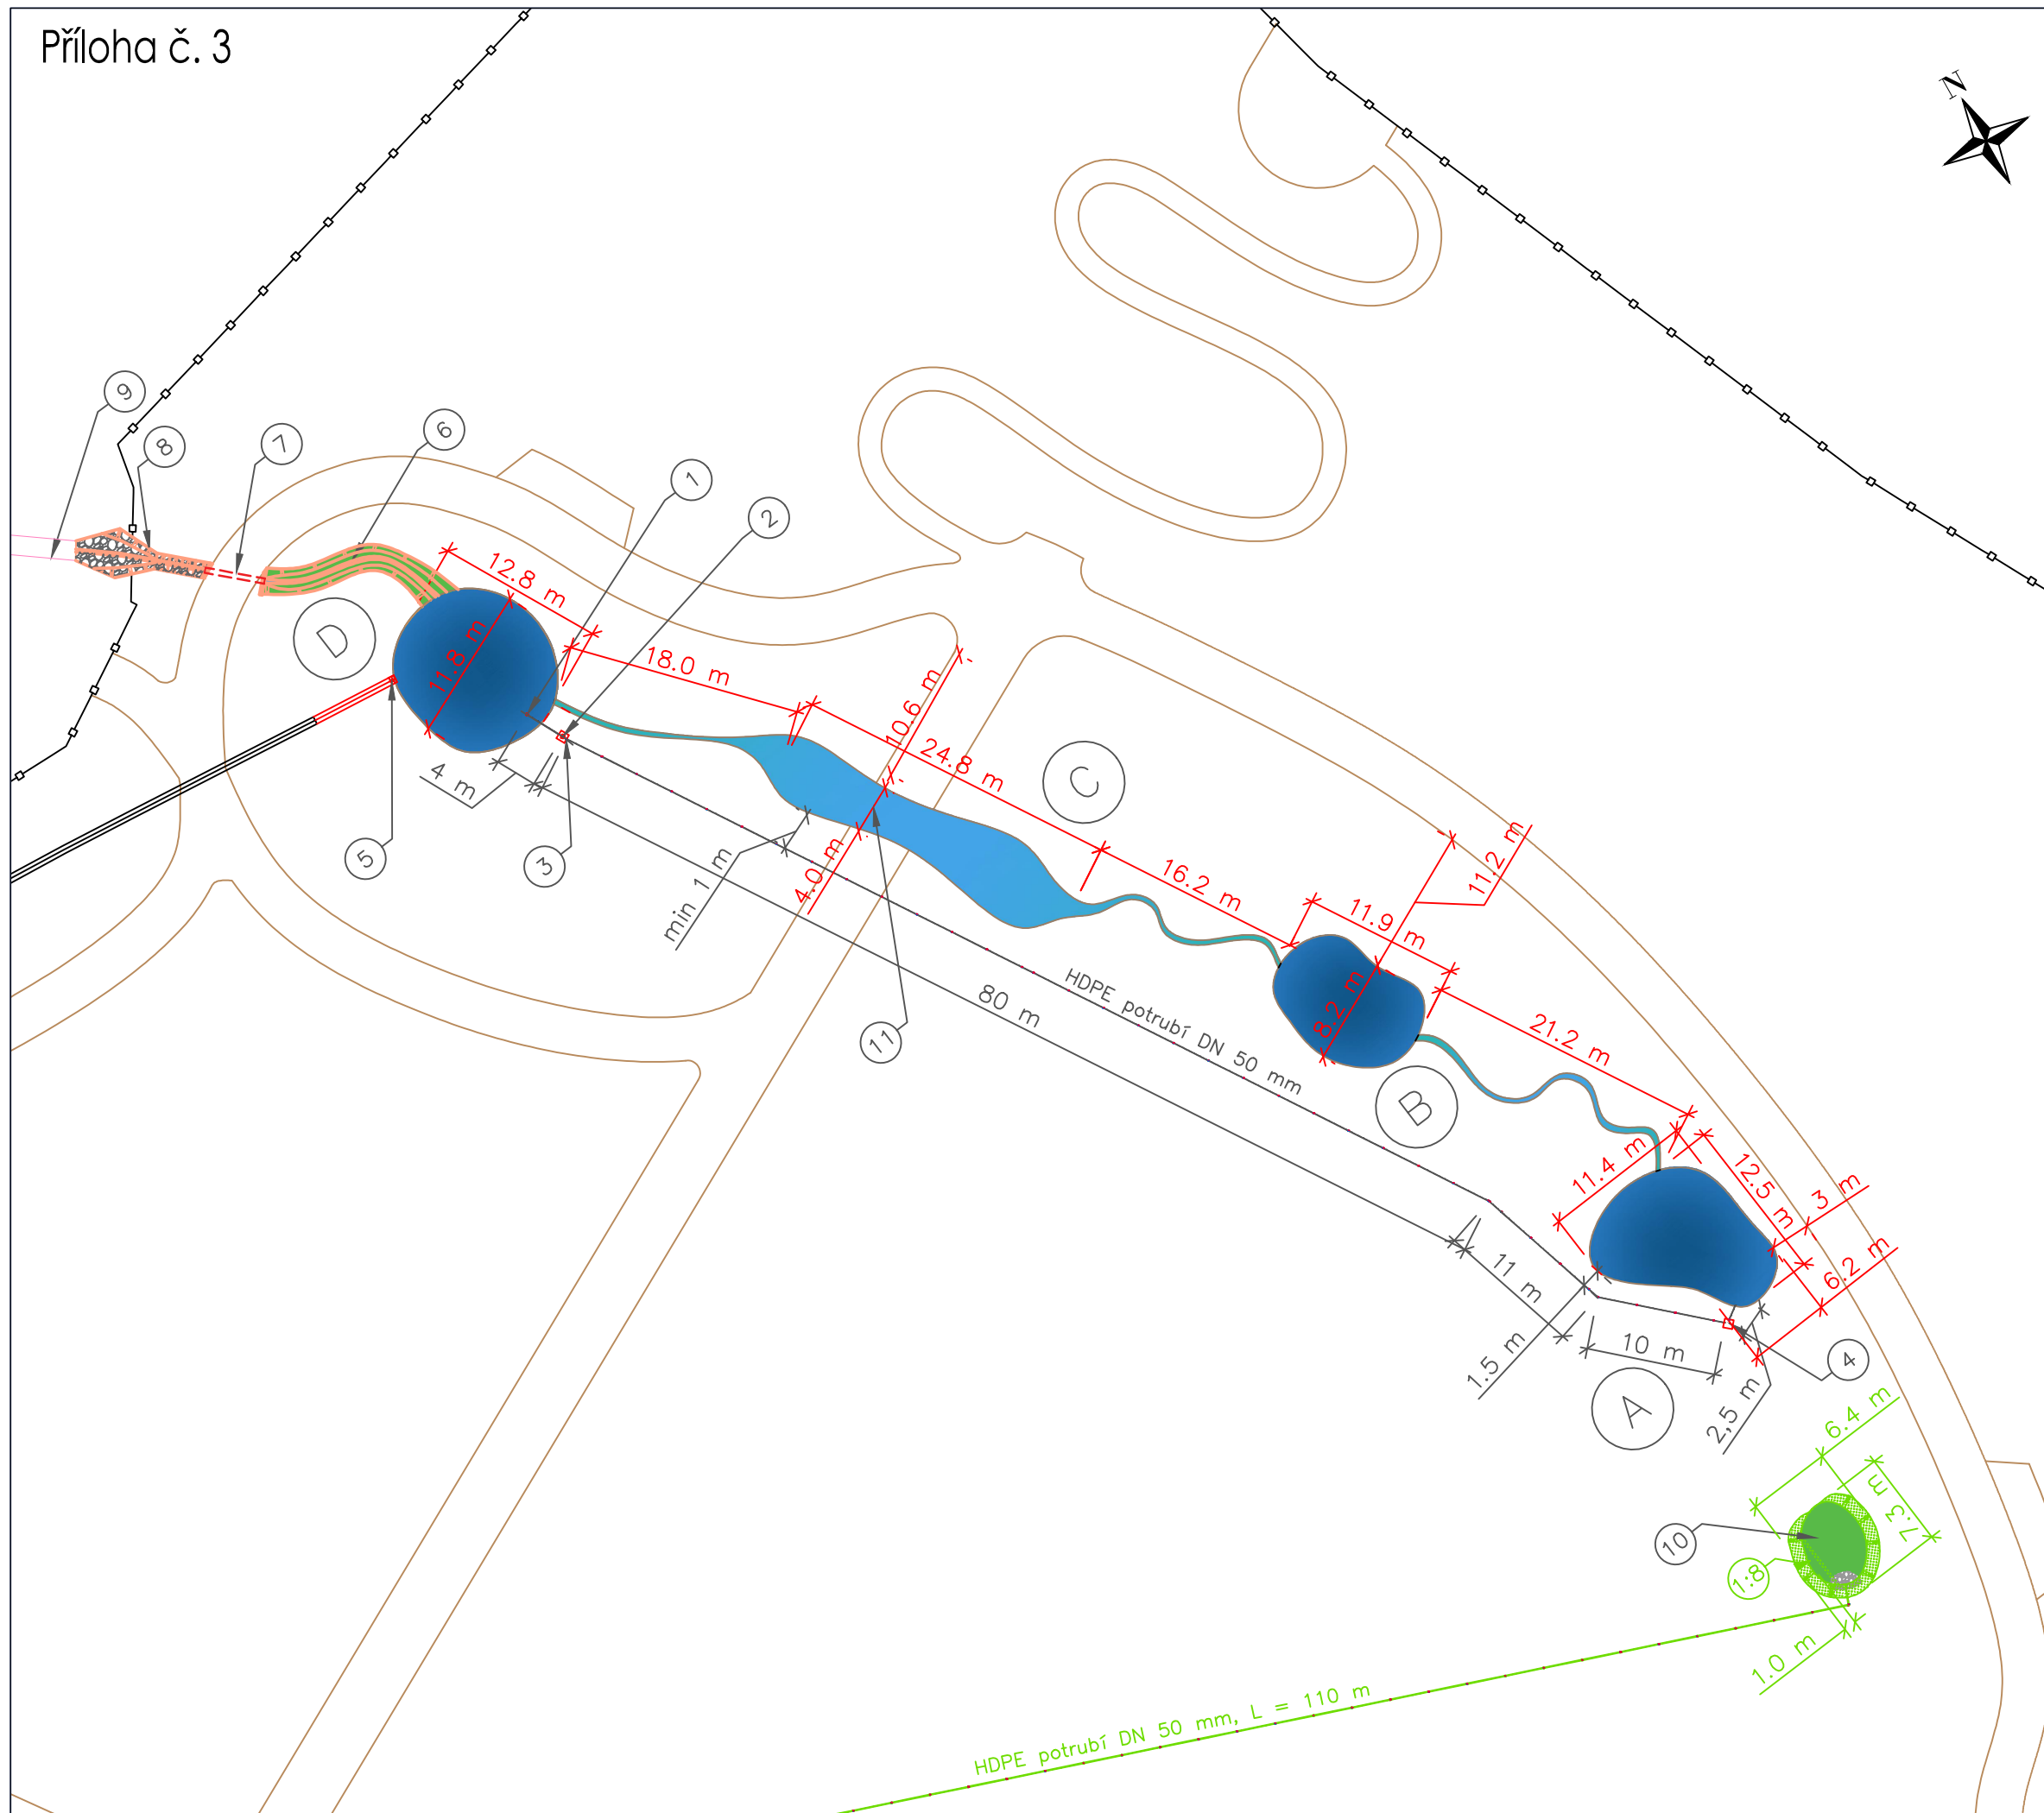 Příloha č. 3
N
9
8
7
6
1
2
12.8 m
11.8 m
D
18.0 m
10.6 m
24.8 m
C
4 m
5
3
min 1 m
4.0 m
16.2 m
11.2 m
11.9 m
8.2 m
HDPE potrubí DN 50 mm
80 m
11
21.2 m
B
11.4 m
12.5 m
3 m
6.2 m
11 m
1.5 m
10 m
4
A
2,5 m
6.4 m
7.3 m
10
1:8
1.0 m
HDPE potrubí DN 50 mm, L = 110 m